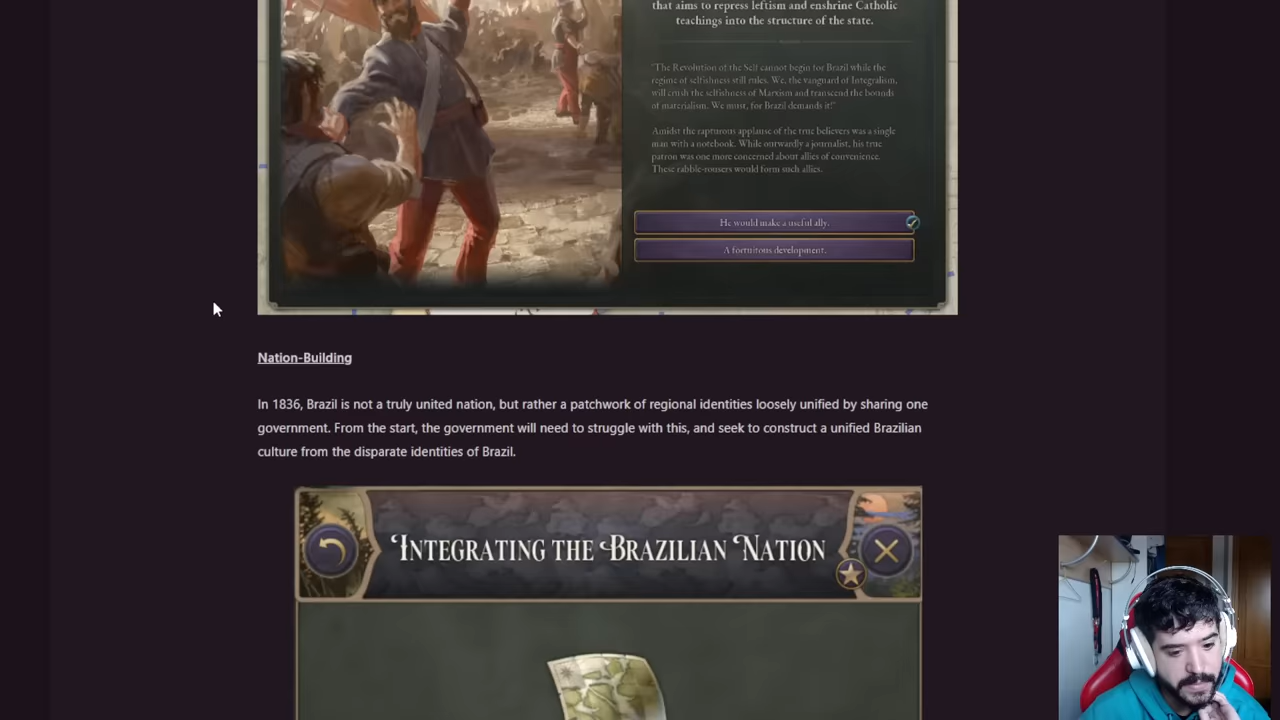 that aims to repress leftism and enshrine Catholic
teachings into the structure of the state.
"The Revolution of the Self cannot begin for Brazil while the
regime of selfishness still rules. We, the vanguard of Integralism,
will crush the selfishness of Marxism and transcend the bounds
of materialism. We must, for Brazil demands it!"
Amidst the rapturous applause of the true believers was a single
man with a notebook. While outwardly a journalist, his true
patron was one more concerned about allies of convenience.
These rabble-rousers would form such allies.
He would make a useful ally.
A fortuitous development.
Nation-Building
In 1836, Brazil is not a truly united nation, but rather a patchwork of regional identities loosely unified by sharing one
government. From the start, the government will need to struggle with this, and seek to construct a unified Brazilian
culture from the disparate identities of Brazil.
Integrating the Brazilian Nation